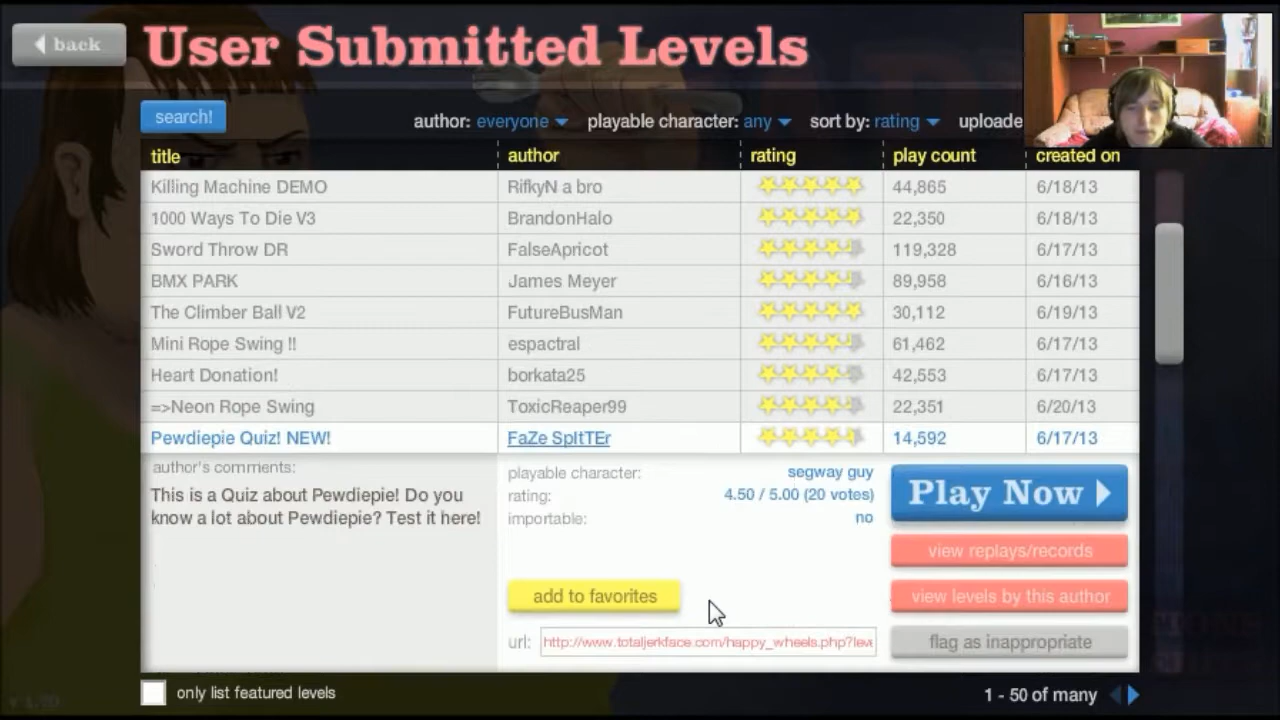 back
User Submitted Levels
search!
author: everyone
playable character: any
sort by: rating
uploade
title author rating play count created on
Killing Machine DEMO RifkyN a bro 44,865 6/18/13
1000 Ways To Die V3 BrandonHalo 22,350 6/18/13
Sword Throw DR FalseApricot 119,328 6/17/13
BMX PARK James Meyer 89,958 6/16/13
The Climber Ball V2 FutureBusMan 30,112 6/19/13
Mini Rope Swing !! espactral 61,462 6/17/13
Heart Donation! borkata25 42,553 6/17/13
=>Neon Rope Swing ToxicReaper99 22,351 6/20/13
Pewdiepie Quiz! NEW! FaZe SpItTEr 14,592 6/17/13
author's comments:
This is a Quiz about Pewdiepie! Do you
know a lot about Pewdiepie? Test it here!
playable character: segway guy
rating: 4.50 / 5.00 (20 votes)
importable: no
add to favorites
url: http://www.totaljerkface.com/happy_wheels.php?leve
Play Now
view replays/records
view levels by this author
flag as inappropriate
only list featured levels
1 - 50 of many